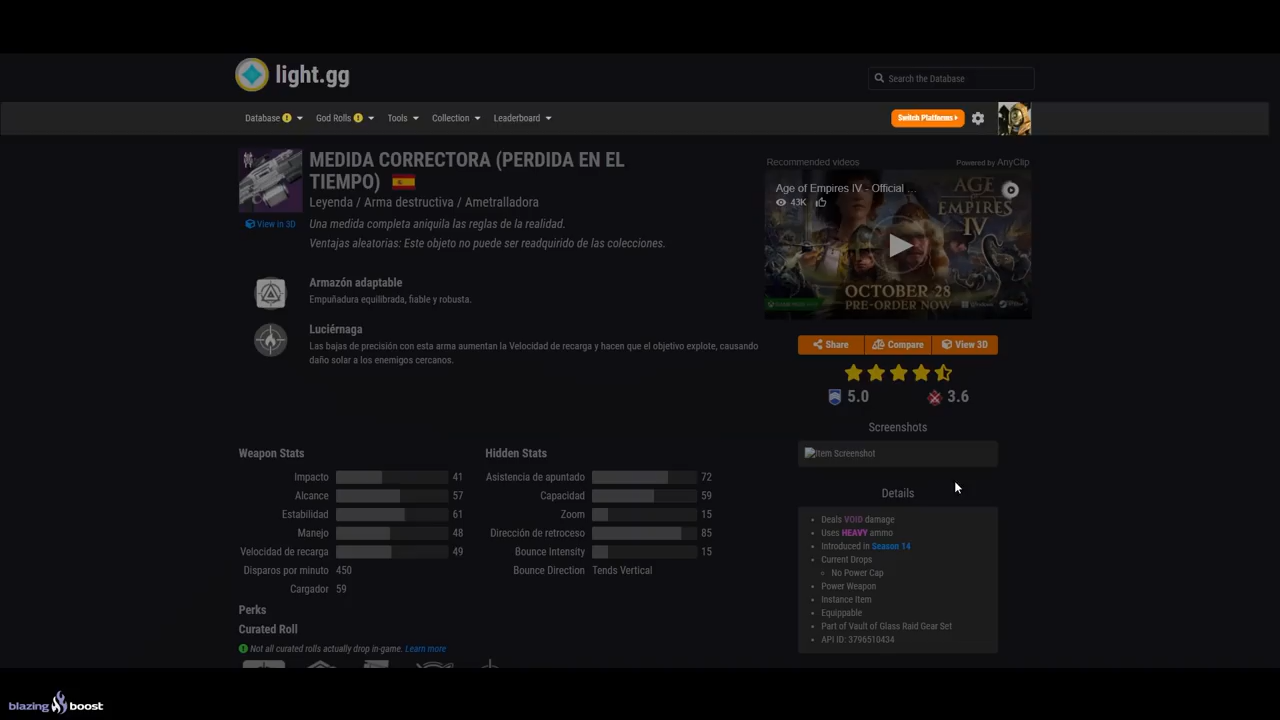 light.gg
Search the Database
Database God Rolls Tools Collection Leaderboard
Switch Platforms
MEDIDA CORRECTORA (PERDIDA EN EL
TIEMPO)
Leyenda / Arma destructiva / Ametralladora
View in 3D
Una medida completa aniquila las reglas de la realidad.
Ventajas aleatorias: Este objeto no puede ser readquirido de las colecciones.
Armazón adaptable
Empuñadura equilibrada, fiable y robusta.
Luciérnaga
Las bajas de precisión con esta arma aumentan la Velocidad de recarga y hacen que el objetivo explote, causando
daño solar a los enemigos cercanos.
Weapon Stats
Impacto 41
Alcance 57
Estabilidad 61
Manejo 48
Velocidad de recarga 49
Disparos por minuto 450
Cargador 59
Hidden Stats
Asistencia de apuntado 72
Capacidad 59
Zoom 15
Dirección de retroceso 85
Bounce Intensity 15
Bounce Direction Tends Vertical
Perks
Curated Roll
Not all curated rolls actually drop in-game. Learn more
Recommended videos Powered by AnyClip
Age of Empires IV - Official ...
43K
AGE
OF
EMPIRES
IV
OCTOBER 28
PRE-ORDER NOW
Share Compare View 3D
5.0 3.6
Screenshots
Item Screenshot
Details
Deals VOID damage
Uses HEAVY ammo
Introduced in Season 14
Current Drops
No Power Cap
Power Weapon
Instance Item
Equippable
Part of Vault of Glass Raid Gear Set
API ID: 3796510434
blazing boost